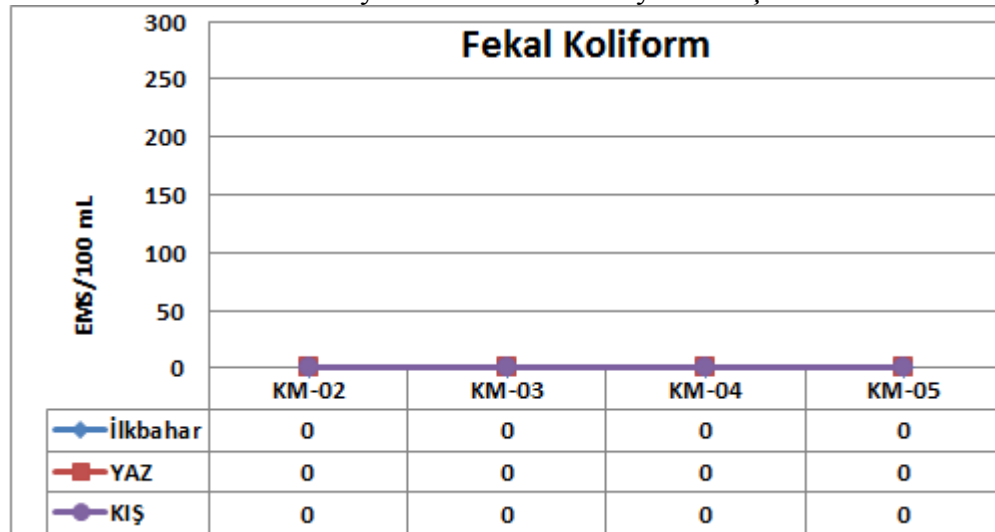 Fekal Koliform
300
250
200
150
100
50
0
EMS/100 mL
KM-02 KM-03 KM-04 KM-05
İlkbahar 0 0 0 0
YAZ 0 0 0 0
KIŞ 0 0 0 0